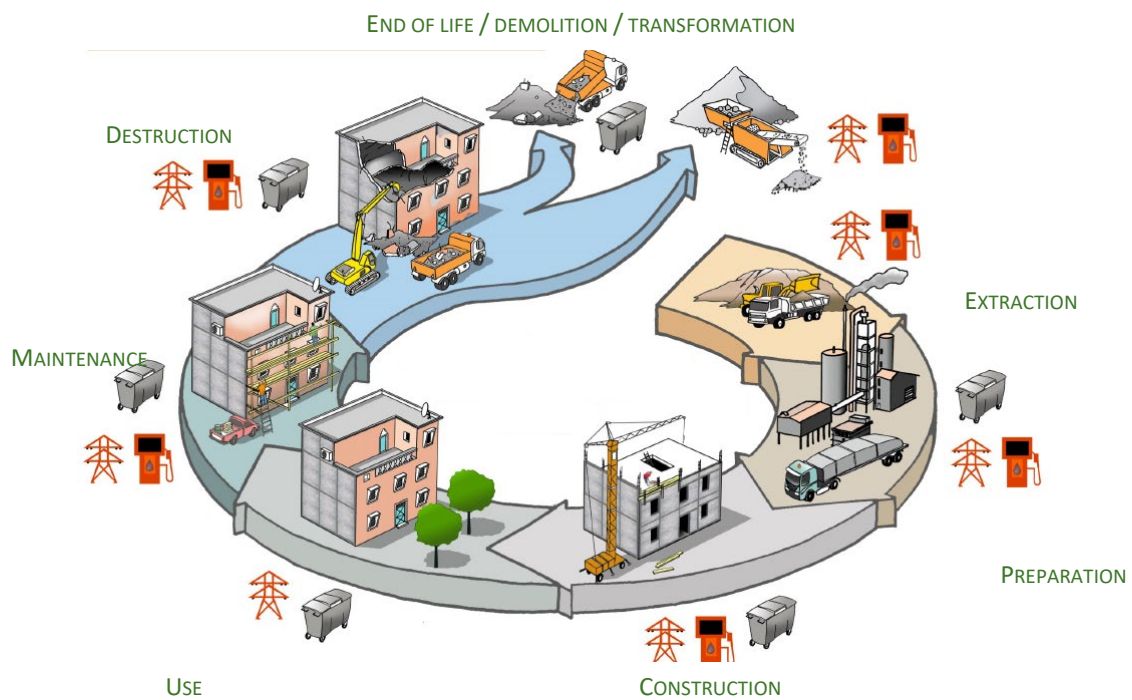 END OF LIFE / DEMOLITION / TRANSFORMATION
DESTRUCTION
EXTRACTION
MAINTENANCE
PREPARATION
USE
CONSTRUCTION